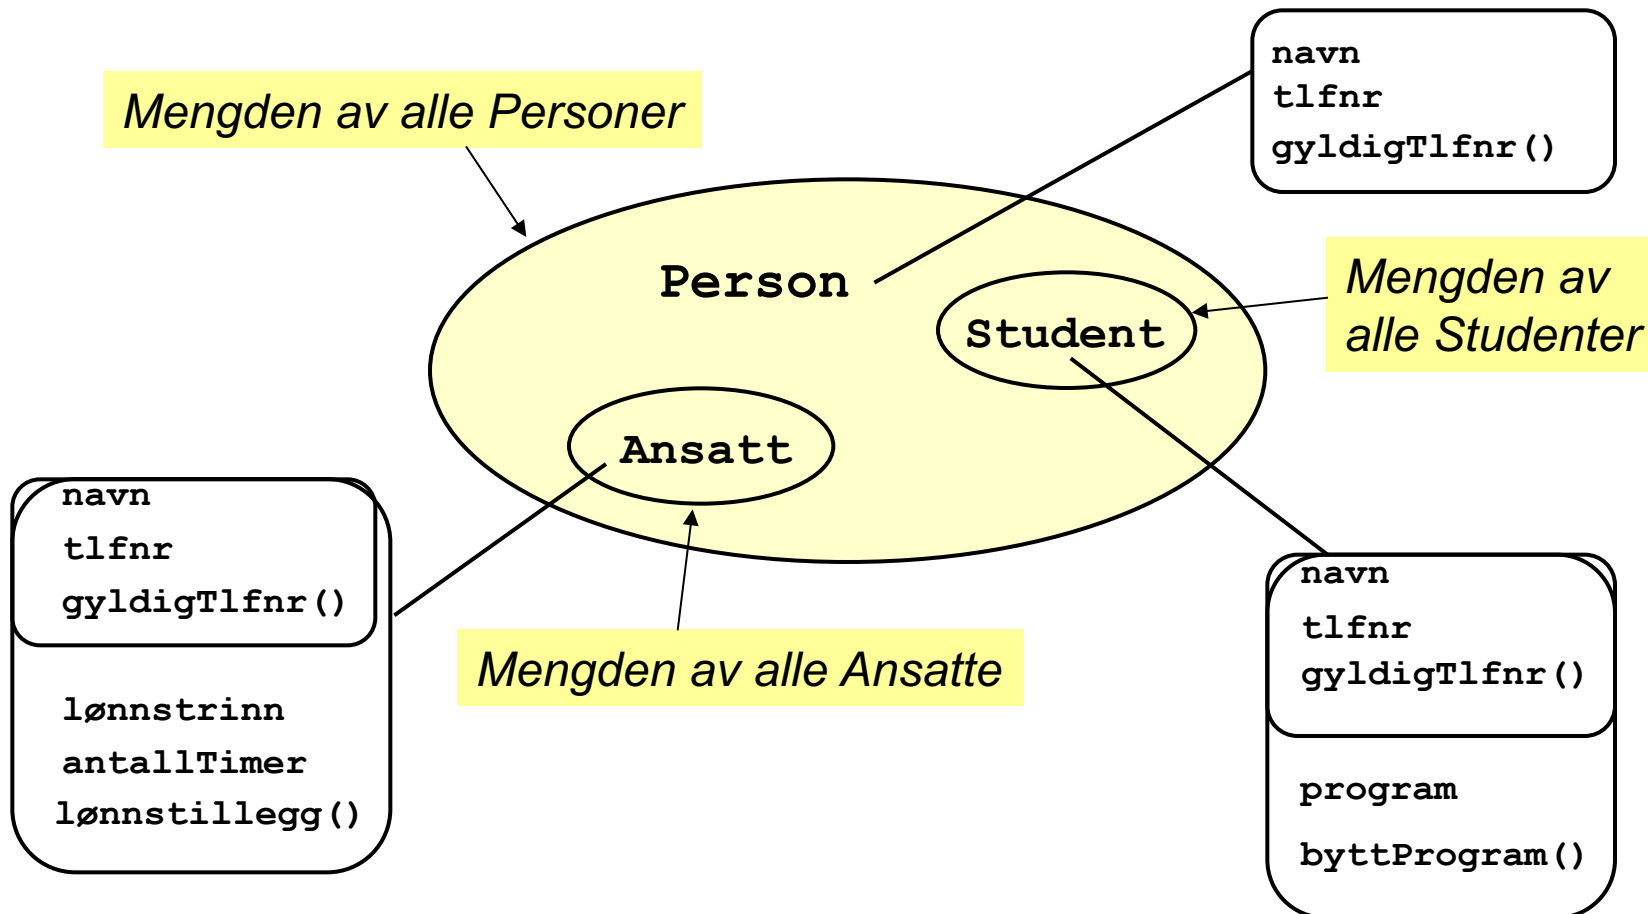 navn
tlfnr
gyldigTlfnr()
Mengden av alle Personer
Person
Mengden av
alle Studenter
Student
Ansatt
navn
tlfnr
gyldigTlfnr()
lønnstrinn
antallTimer
lønnstillegg()
Mengden av alle Ansatte
navn
tlfnr
gyldigTlfnr()
program
byttProgram()